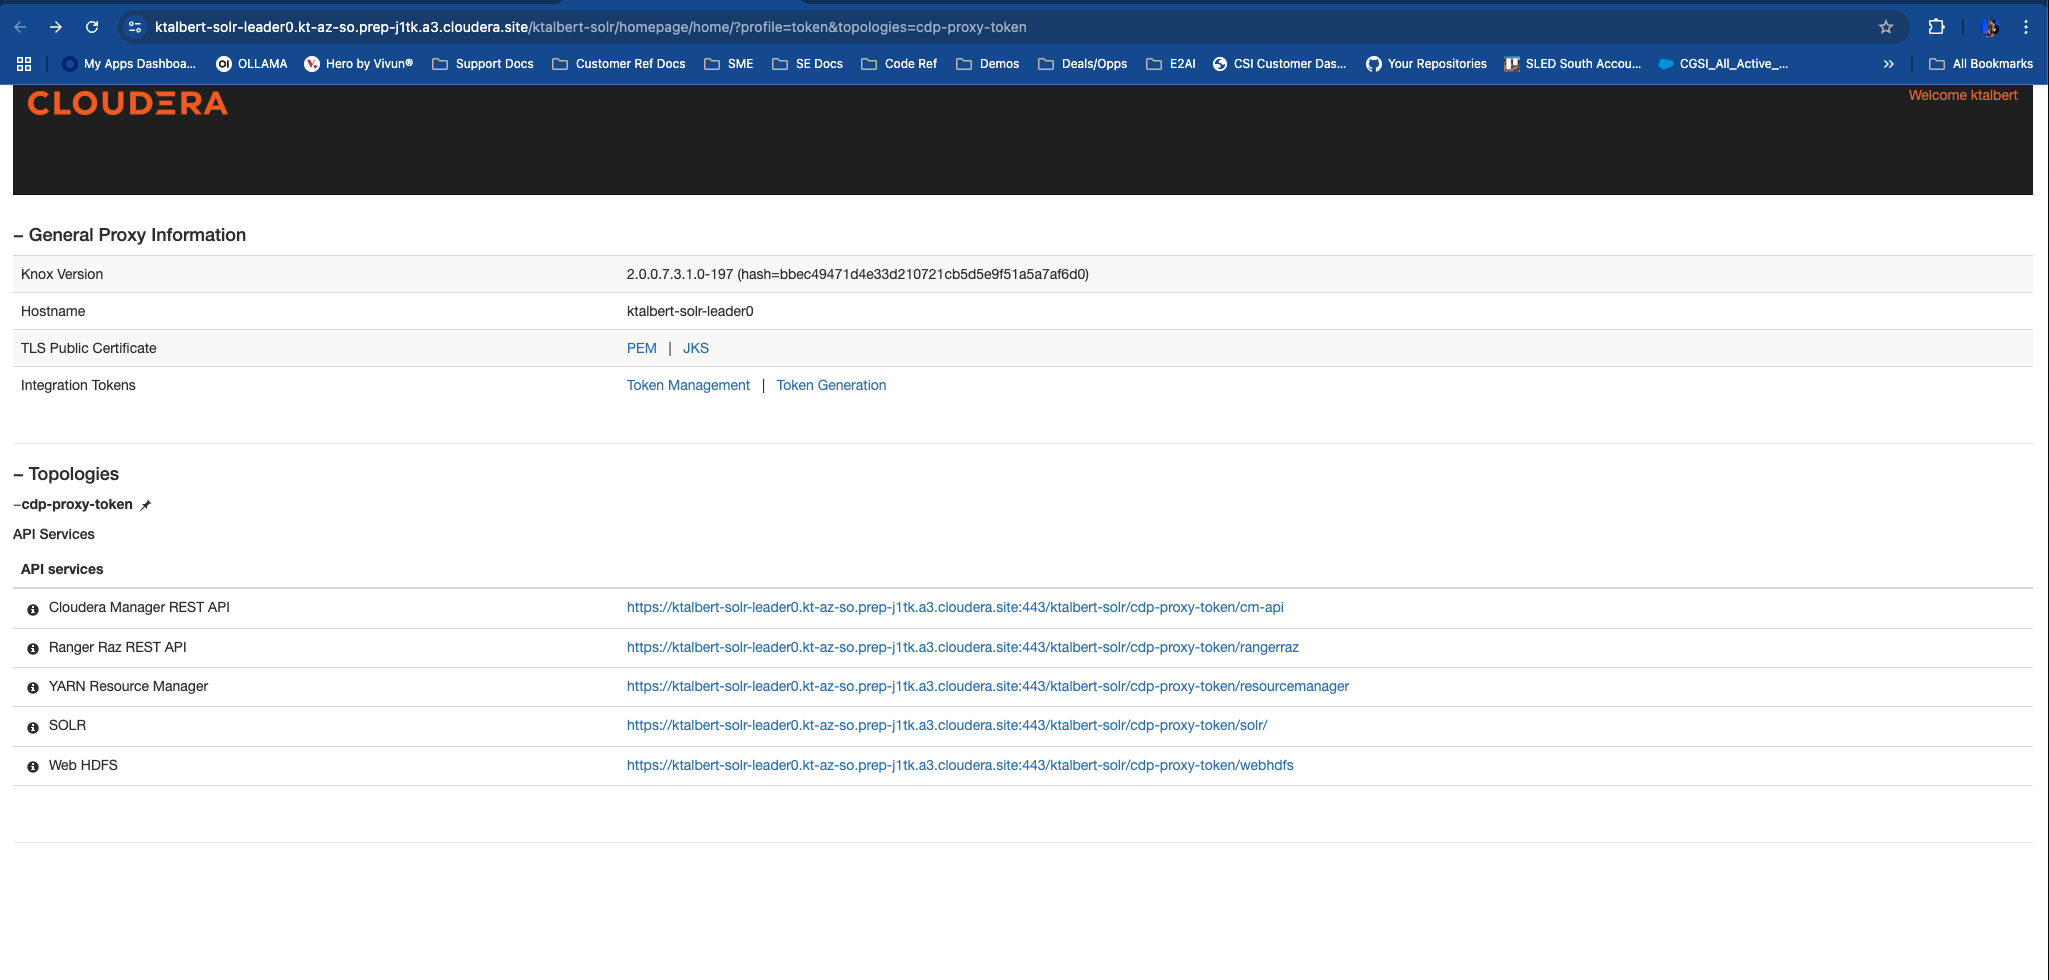 ktalbert-solr-leader0.kt-az-so.prep-j1tk.a3.cloudera.site/ktalbert-solr/homepage/home/?profile=token&topologies=cdp-proxy-token
My Apps Dashboa... OLLAMA Hero by Vivun® Support Docs Customer Ref Docs SME SE Docs Code Ref Demos Deals/Opps E2AI CSI Customer Das... Your Repositories SLED South Accou... CGSI_All_Active_... » All Bookmarks
CLOUDERA Welcome ktalbert
– General Proxy Information
Knox Version 2.0.0.7.3.1.0-197 (hash=bbec49471d4e33d210721cb5d5e9f51a5a7af6d0)
Hostname ktalbert-solr-leader0
TLS Public Certificate PEM | JKS
Integration Tokens Token Management | Token Generation
– Topologies
–cdp-proxy-token
API Services
API services
Cloudera Manager REST API https://ktalbert-solr-leader0.kt-az-so.prep-j1tk.a3.cloudera.site:443/ktalbert-solr/cdp-proxy-token/cm-api
Ranger Raz REST API https://ktalbert-solr-leader0.kt-az-so.prep-j1tk.a3.cloudera.site:443/ktalbert-solr/cdp-proxy-token/rangerraz
YARN Resource Manager https://ktalbert-solr-leader0.kt-az-so.prep-j1tk.a3.cloudera.site:443/ktalbert-solr/cdp-proxy-token/resourcemanager
SOLR https://ktalbert-solr-leader0.kt-az-so.prep-j1tk.a3.cloudera.site:443/ktalbert-solr/cdp-proxy-token/solr/
Web HDFS https://ktalbert-solr-leader0.kt-az-so.prep-j1tk.a3.cloudera.site:443/ktalbert-solr/cdp-proxy-token/webhdfs